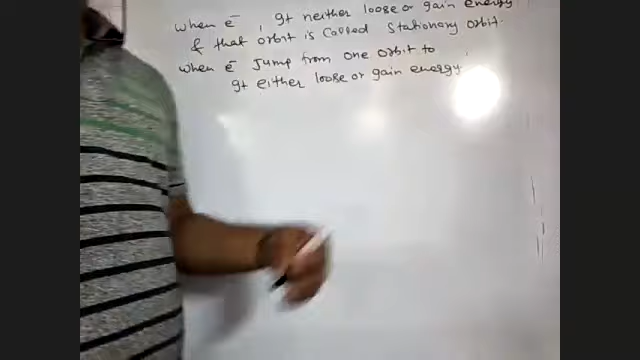 when e⁻ , It neither loose or gain energy
& that orbit is called stationary orbit.
when e⁻ Jump from one orbit to ,
It either loose or gain energy